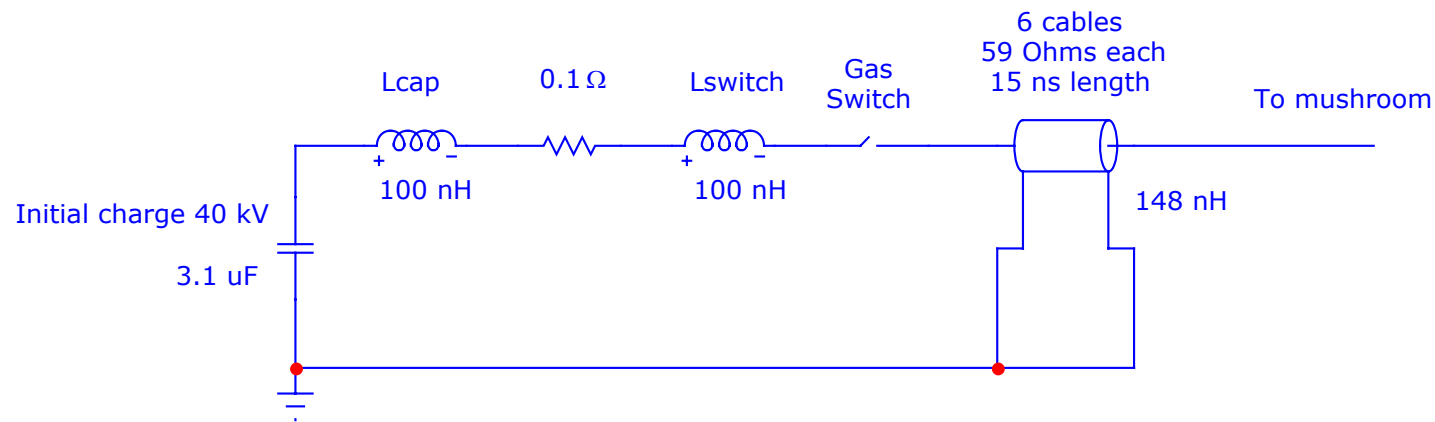 6 cables
59 Ohms each
15 ns length
Lcap
0.1 Ω
Lswitch
Gas
Switch
To mushroom
+ −
+ −
100 nH
100 nH
148 nH
Initial charge 40 kV
3.1 uF